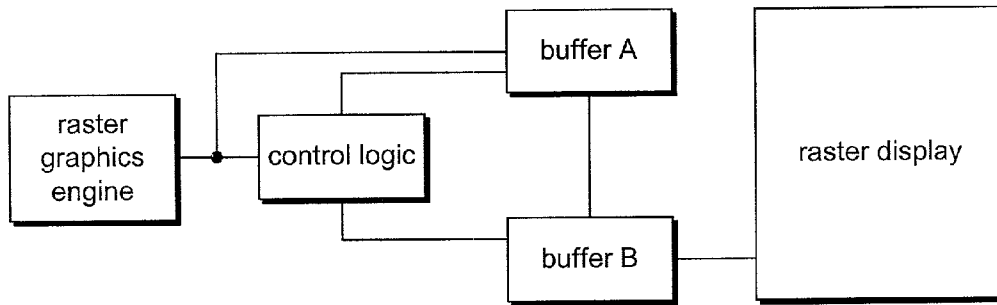 raster
graphics
engine
control logic
buffer A
buffer B
raster display